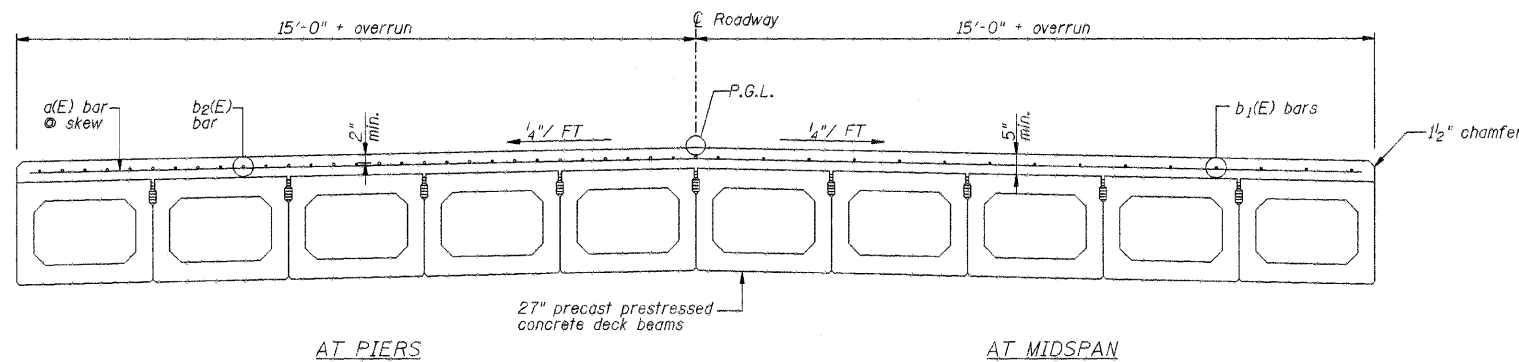 ℄ Roadway
15'-0" + overrun
15'-0" + overrun
P.G.L.
a(E) bar
@ skew
b2(E)
bar
2"
min.
1/4"/ FT
1/4"/ FT
5"
min.
b1(E) bars
1 1/2" chamfer
27" precast prestressed
concrete deck beams
AT PIERS
AT MIDSPAN